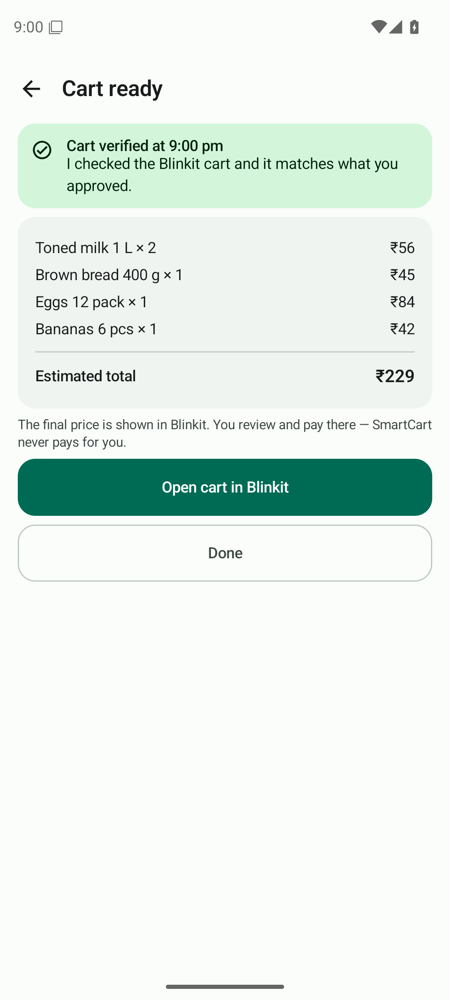 9:00
Cart ready
Cart verified at 9:00 pm
I checked the Blinkit cart and it matches what you
approved.
Toned milk 1 L × 2 ₹56
Brown bread 400 g × 1 ₹45
Eggs 12 pack × 1 ₹84
Bananas 6 pcs × 1 ₹42
Estimated total ₹229
The final price is shown in Blinkit. You review and pay there — SmartCart
never pays for you.
Open cart in Blinkit
Done